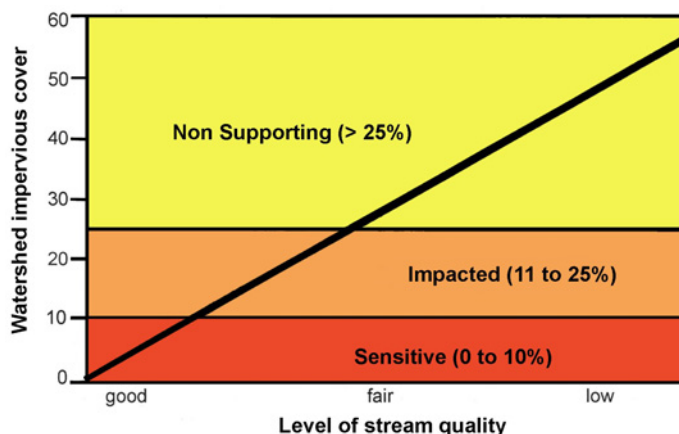 Watershed impervious cover
60
50
40
30
20
10
0
Non Supporting (> 25%)
Impacted (11 to 25%)
Sensitive (0 to 10%)
good fair low
Level of stream quality